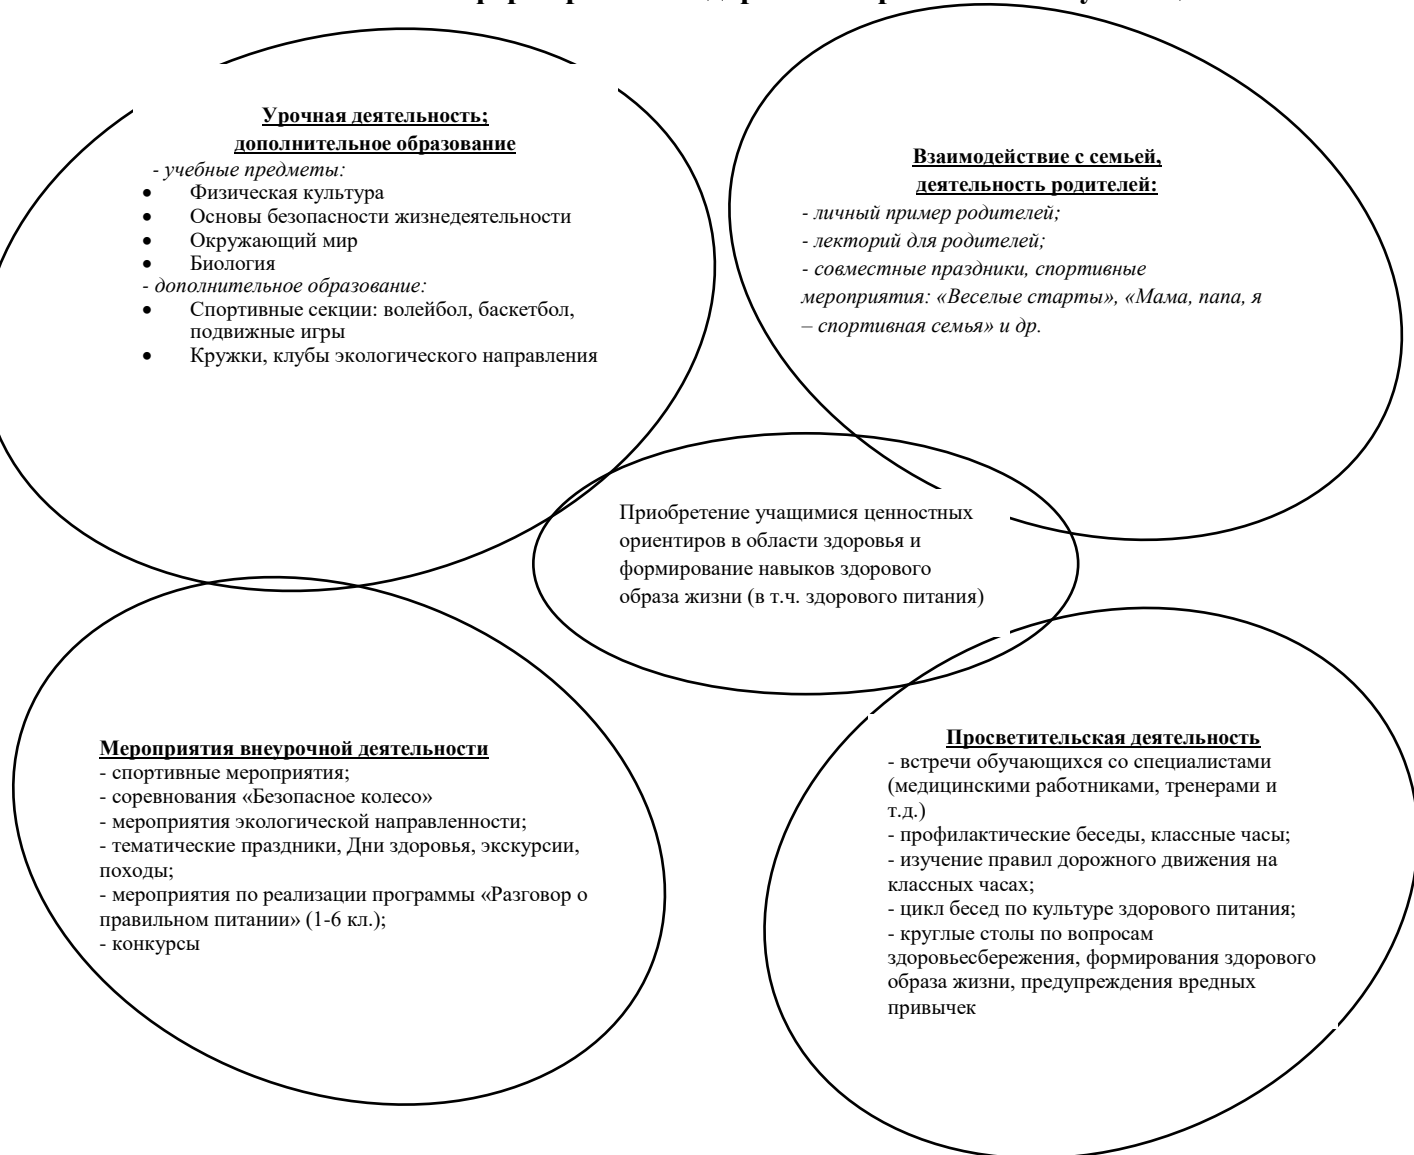 Урочная деятельность;
дополнительное образование
- учебные предметы:
• Физическая культура
• Основы безопасности жизнедеятельности
• Окружающий мир
• Биология
- дополнительное образование:
• Спортивные секции: волейбол, баскетбол,
подвижные игры
• Кружки, клубы экологического направления
Взаимодействие с семьей,
деятельность родителей:
- личный пример родителей;
- лекторий для родителей;
- совместные праздники, спортивные
мероприятия: «Веселые старты», «Мама, папа, я
– спортивная семья» и др.
Приобретение учащимися ценностных
ориентиров в области здоровья и
формирование навыков здорового
образа жизни (в т.ч. здорового питания)
Мероприятия внеурочной деятельности
- спортивные мероприятия;
- соревнования «Безопасное колесо»
- мероприятия экологической направленности;
- тематические праздники, Дни здоровья, экскурсии,
походы;
- мероприятия по реализации программы «Разговор о
правильном питании» (1-6 кл.);
- конкурсы
Просветительская деятельность
- встречи обучающихся со специалистами
(медицинскими работниками, тренерами и
т.д.)
- профилактические беседы, классные часы;
- изучение правил дорожного движения на
классных часах;
- цикл бесед по культуре здорового питания;
- круглые столы по вопросам
здоровьесбережения, формирования здорового
образа жизни, предупреждения вредных
привычек